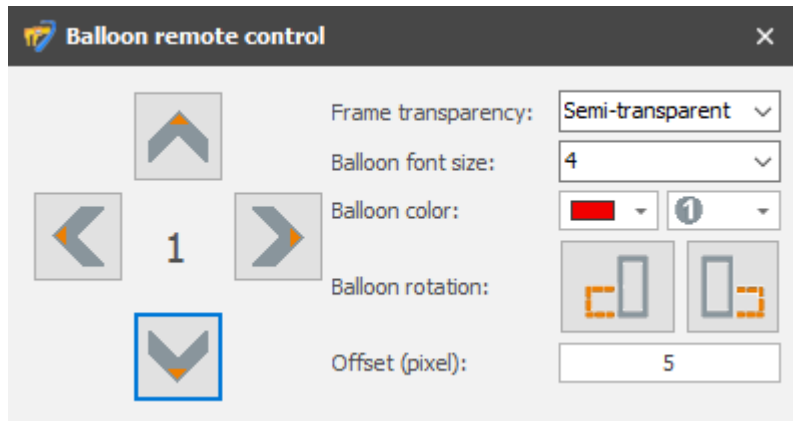 Balloon remote control
Frame transparency: Semi-transparent
Balloon font size: 4
Balloon color: 1
1
Balloon rotation:
Offset (pixel): 5